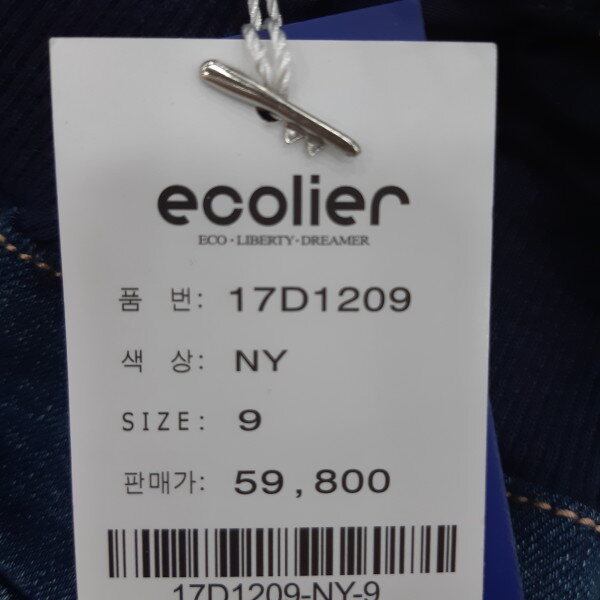 ecolier
ECO·LIBERTY·DREAMER
품 번: 17D1209
색 상: NY
SIZE: 9
판매가: 59,800
17D1209-NY-9